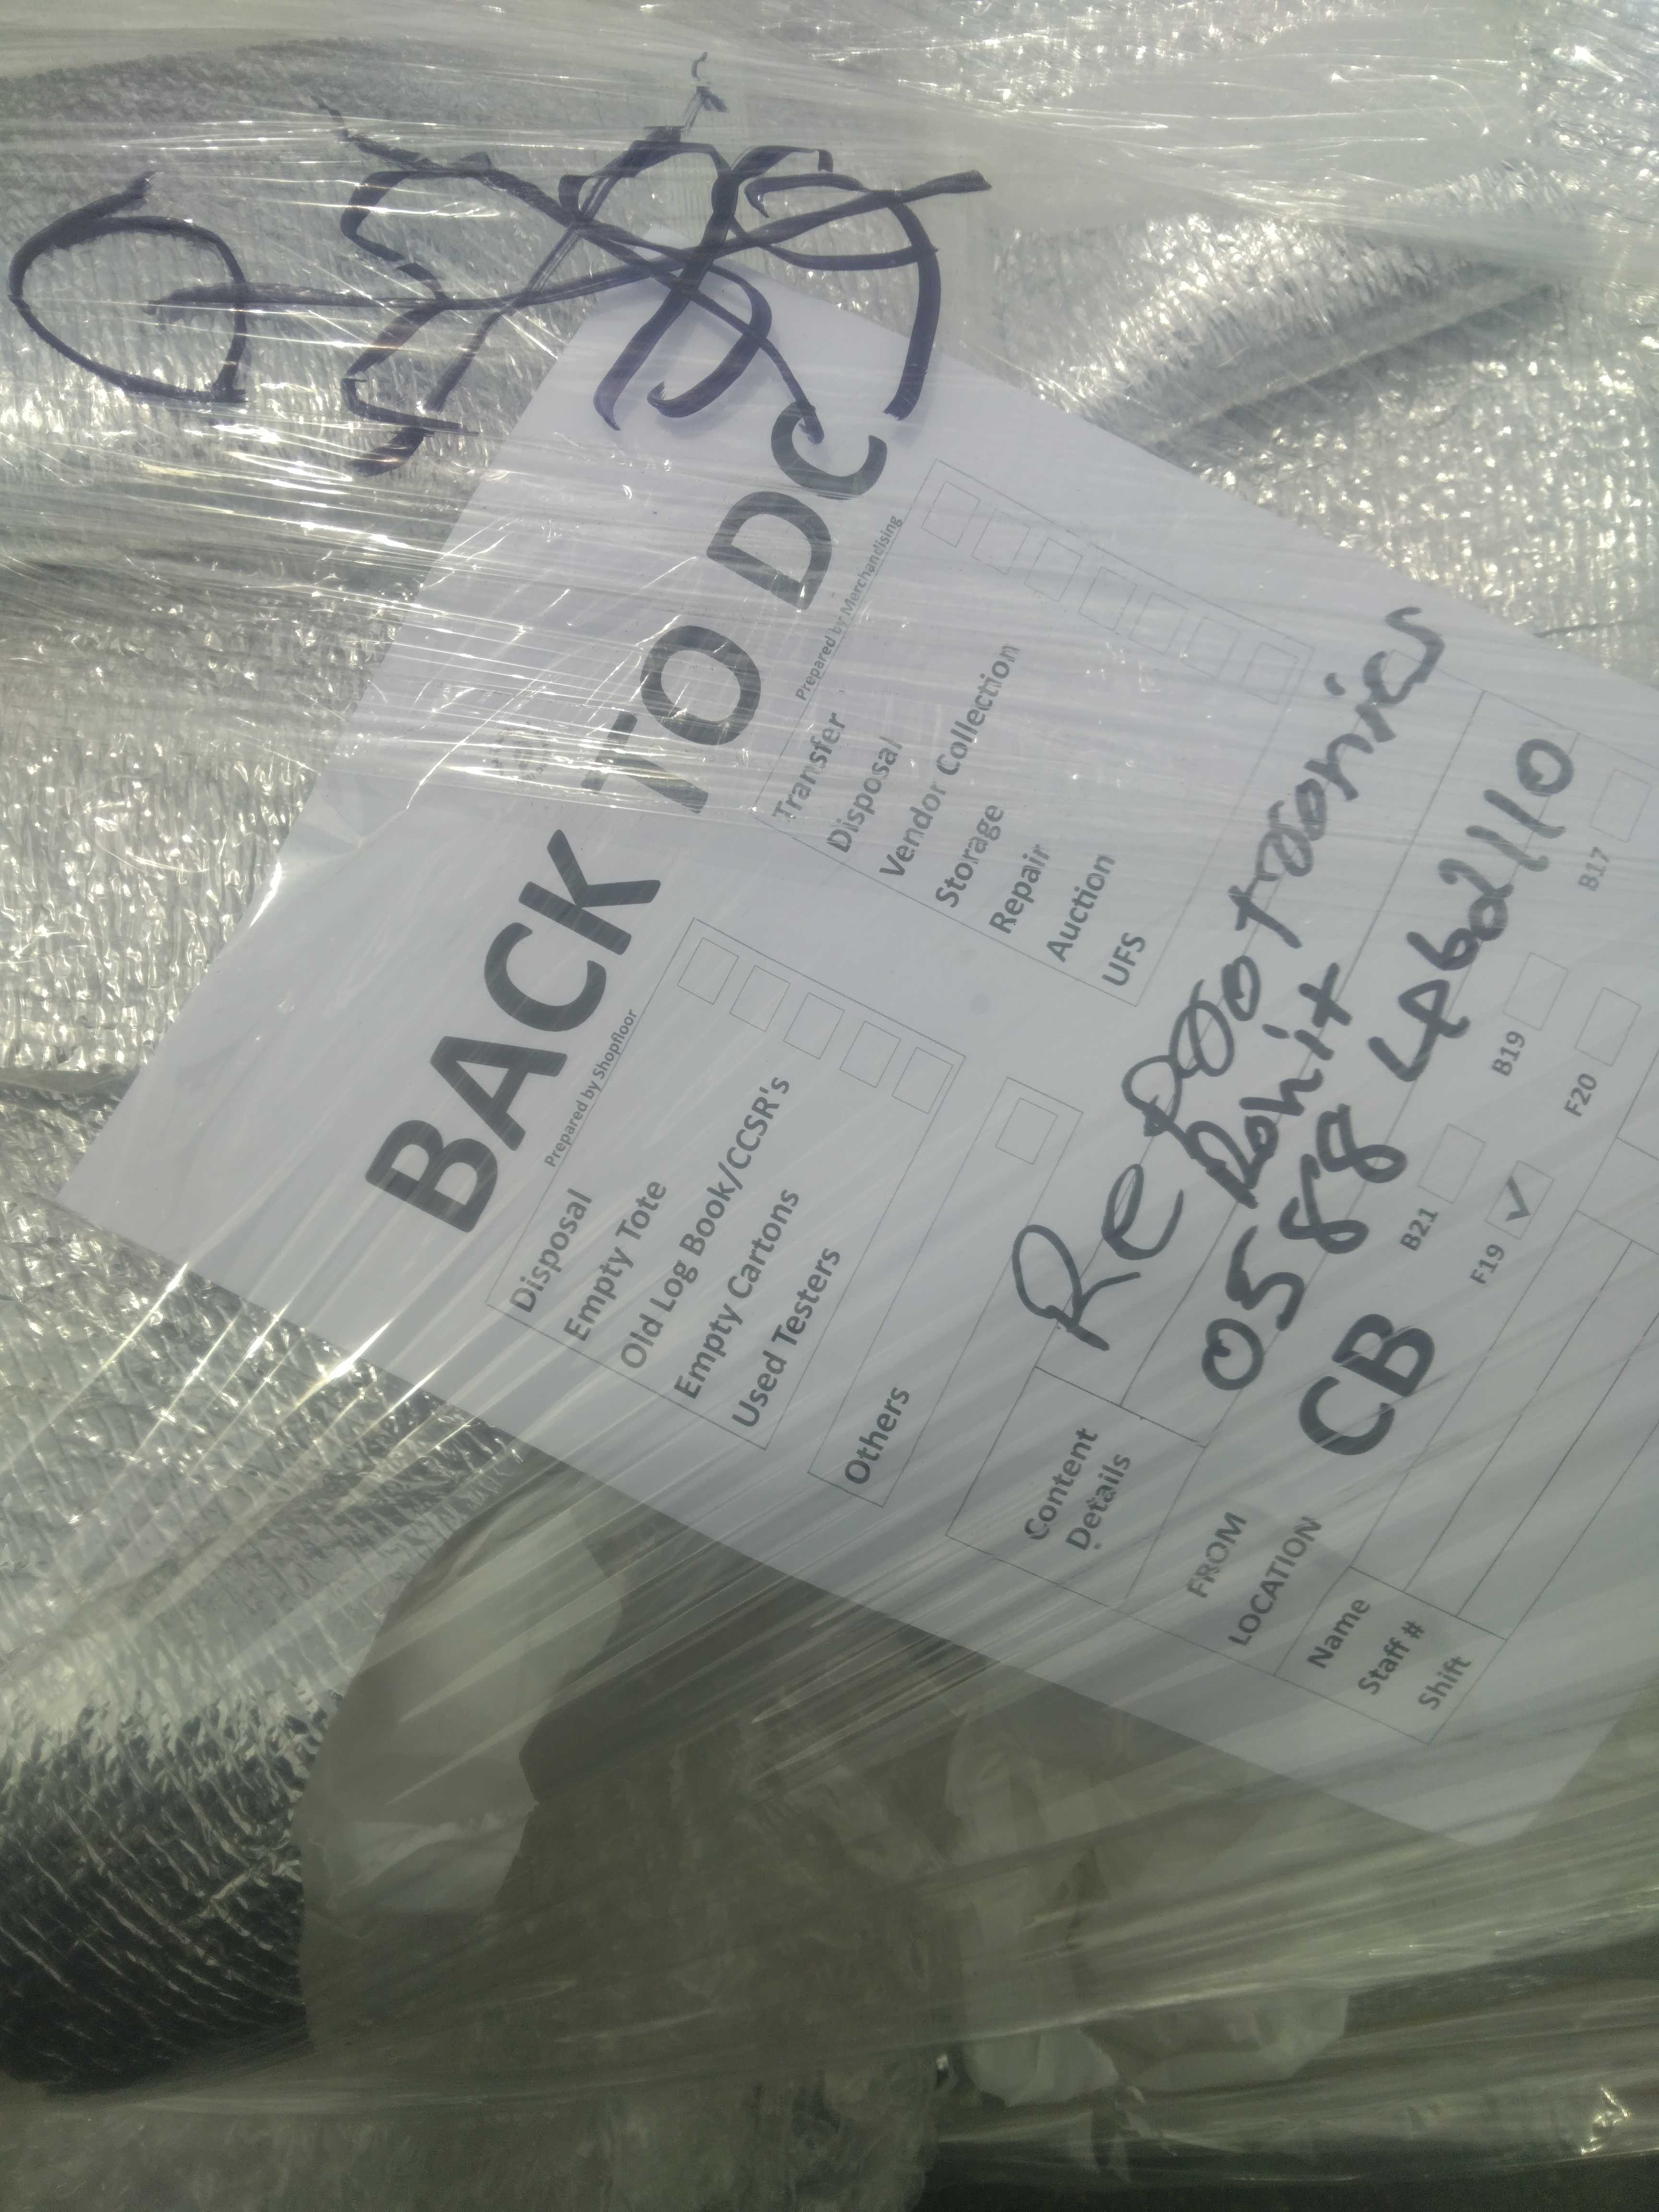 BACK TO DC
Prepared by Shopfloor
Disposal
Empty Tote
Old Log Book/CCSR's
Empty Cartons
Used Testers
Others
Prepared by Merchandising
Transfer
Disposal
Vendor Collection
Storage
Repair
Auction
UFS
Content
Details
Rohit
0588
FROM
LOCATION
CB
B21
B19
B17
F19 ✓
F20
Name
Staff #
Shift